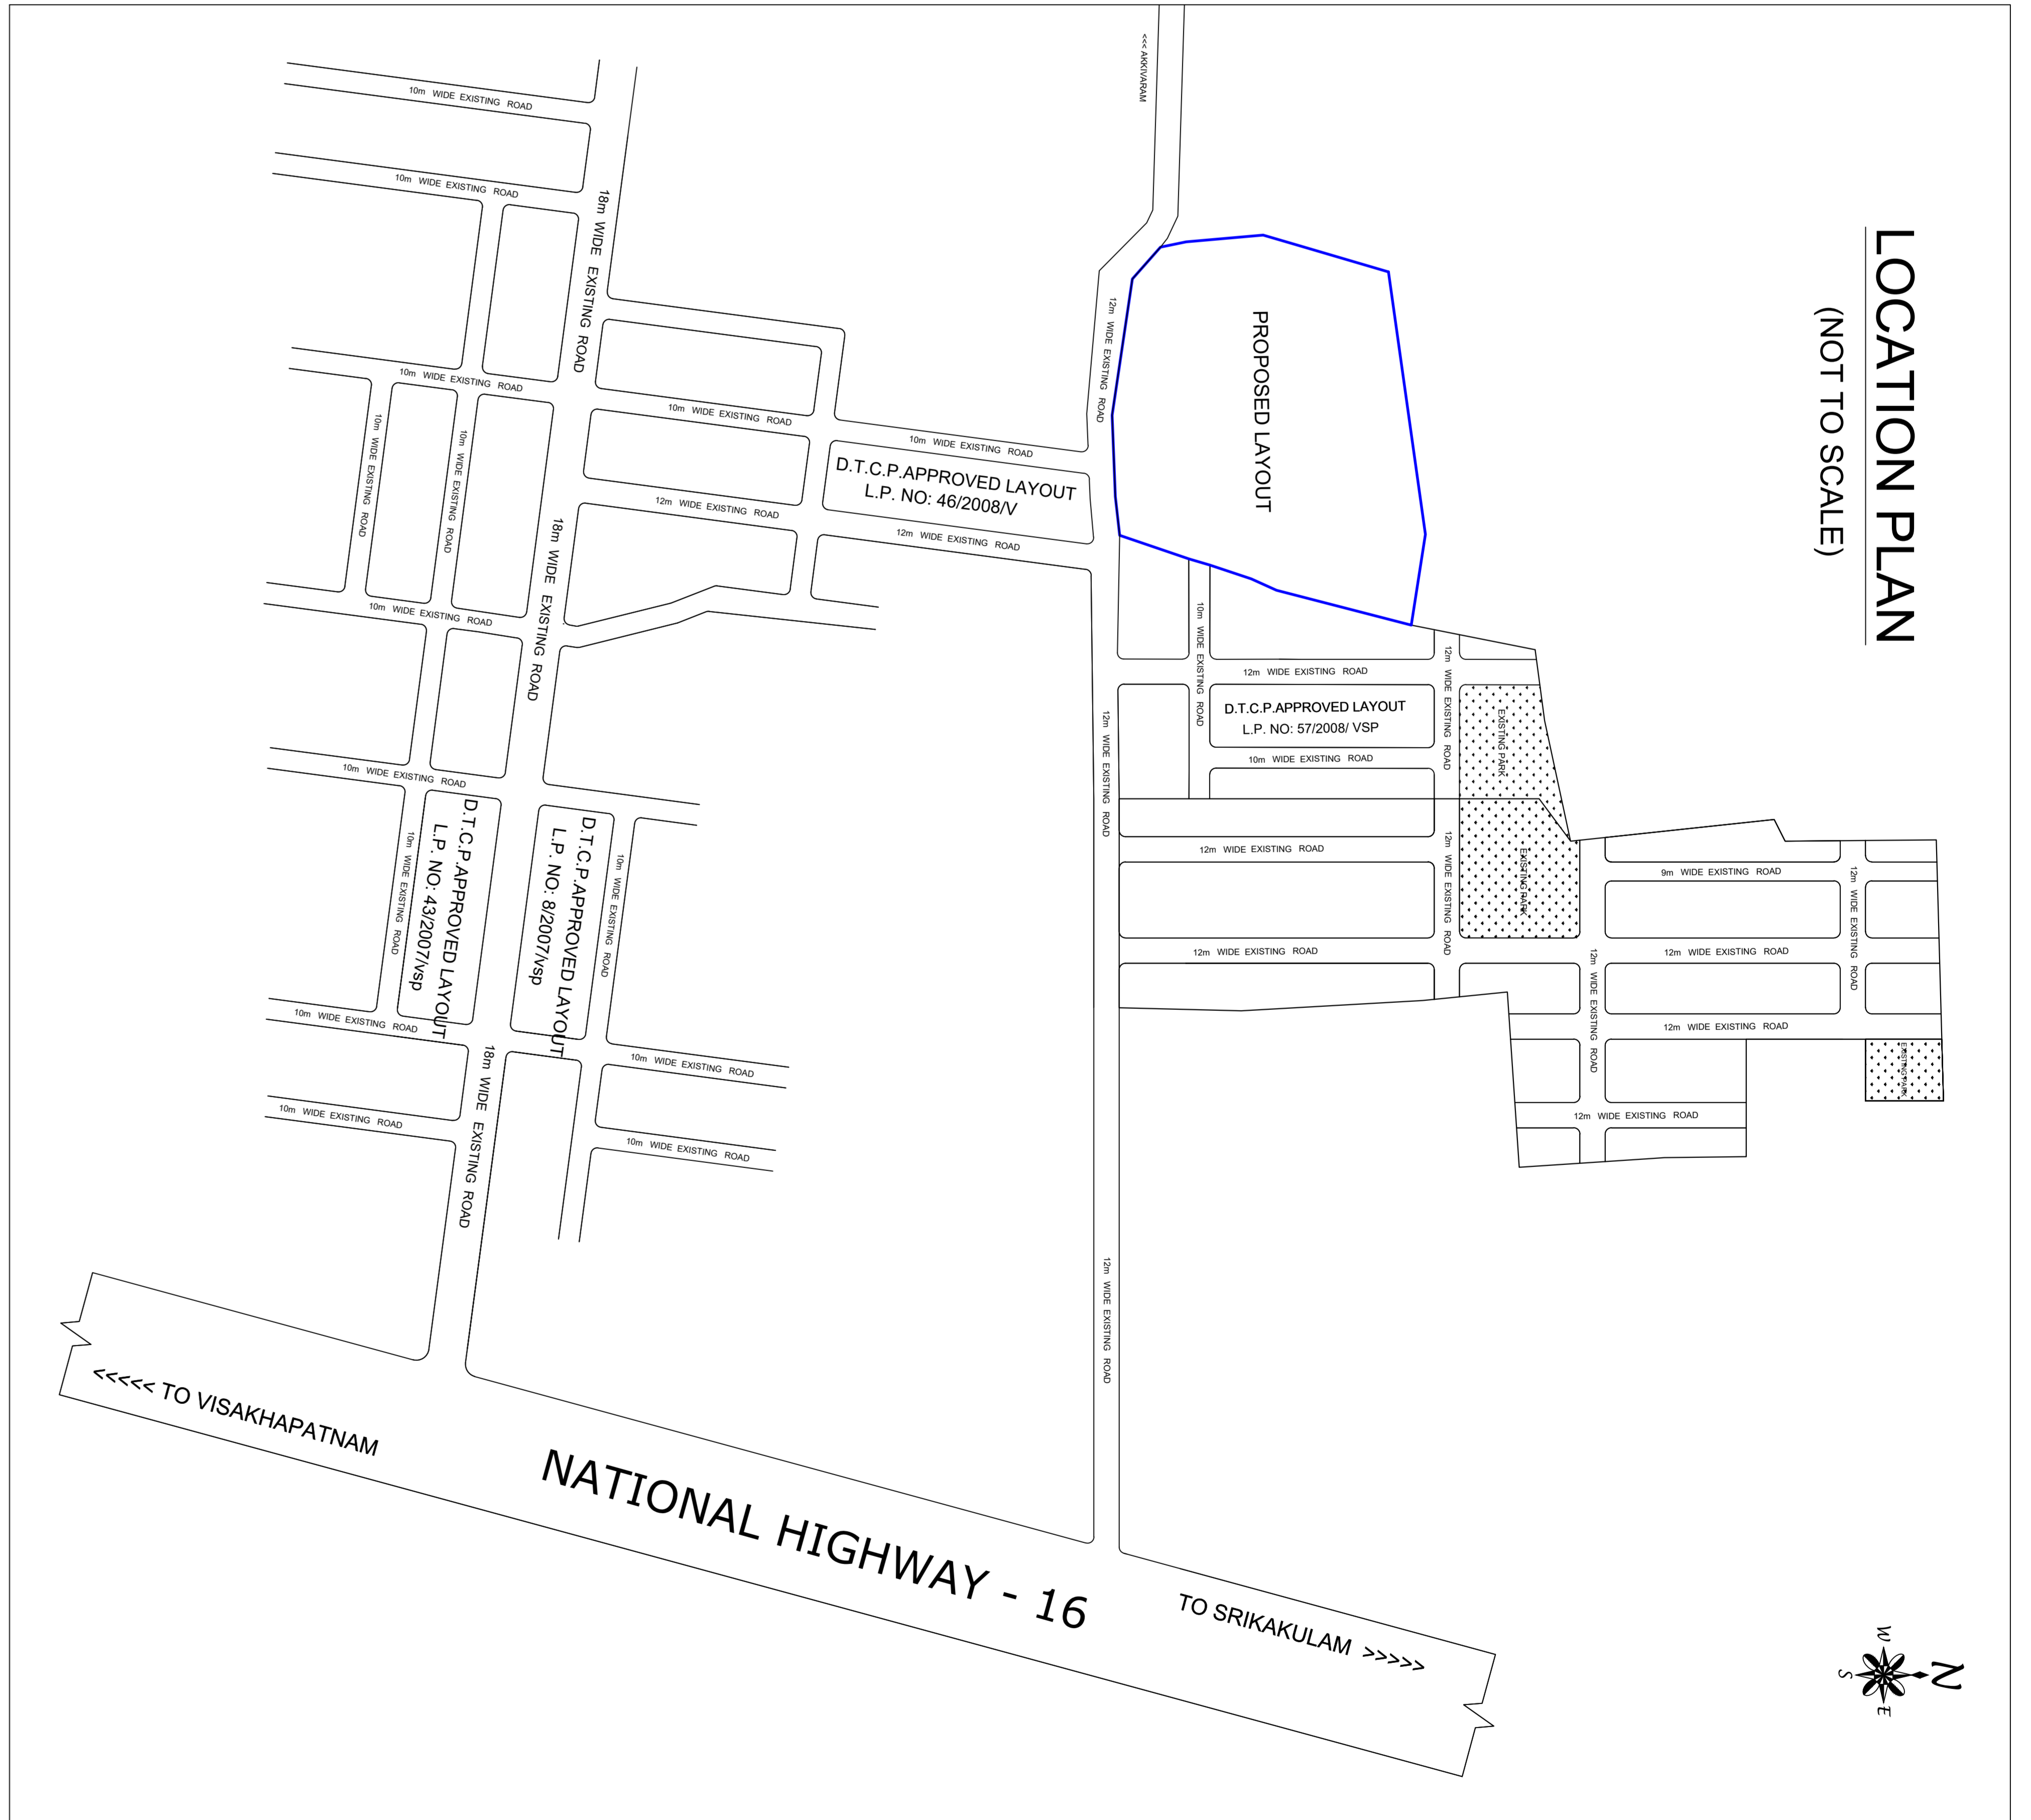 LOCATION PLAN
(NOT TO SCALE)
<<< AKKIVARAM
10m WIDE EXISTING ROAD
10m WIDE EXISTING ROAD
18m WIDE EXISTING ROAD
12m WIDE EXISTING ROAD
PROPOSED LAYOUT
10m WIDE EXISTING ROAD
10m WIDE EXISTING ROAD
10m WIDE EXISTING ROAD
10m WIDE EXISTING ROAD
10m WIDE EXISTING ROAD
D.T.C.P.APPROVED LAYOUT
L.P. NO: 46/2008/V
12m WIDE EXISTING ROAD
12m WIDE EXISTING ROAD
18m WIDE EXISTING ROAD
10m WIDE EXISTING ROAD
10m WIDE EXISTING ROAD
12m WIDE EXISTING ROAD
12m WIDE EXISTING ROAD
D.T.C.P.APPROVED LAYOUT
L.P. NO: 57/2008/ VSP
EXISTING PARK
10m WIDE EXISTING ROAD
12m WIDE EXISTING ROAD
10m WIDE EXISTING ROAD
D.T.C.P.APPROVED LAYOUT
L.P. NO: 43/2007/vsp
10m WIDE EXISTING ROAD
D.T.C.P.APPROVED LAYOUT
L.P. NO: 8/2007/vsp
10m WIDE EXISTING ROAD
12m WIDE EXISTING ROAD
12m WIDE EXISTING ROAD
EXISTING PARK
9m WIDE EXISTING ROAD
12m WIDE EXISTING ROAD
12m WIDE EXISTING ROAD
12m WIDE EXISTING ROAD
12m WIDE EXISTING ROAD
12m WIDE EXISTING ROAD
EXISTING PARK
12m WIDE EXISTING ROAD
10m WIDE EXISTING ROAD
10m WIDE EXISTING ROAD
18m WIDE EXISTING ROAD
10m WIDE EXISTING ROAD
10m WIDE EXISTING ROAD
12m WIDE EXISTING ROAD
<<<<< TO VISAKHAPATNAM
NATIONAL HIGHWAY - 16
TO SRIKAKULAM >>>>>
N
W
S
E